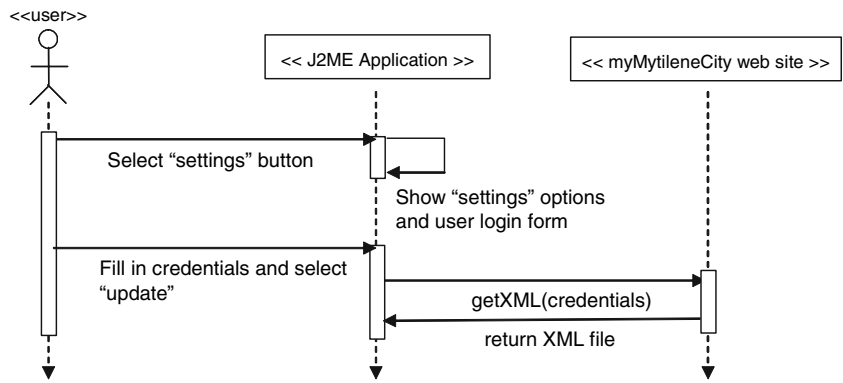 <<user>>
<< J2ME Application >>
<< myMytileneCity web site >>
Select “settings” button
Show “settings” options
and user login form
Fill in credentials and select
“update”
getXML(credentials)
return XML file